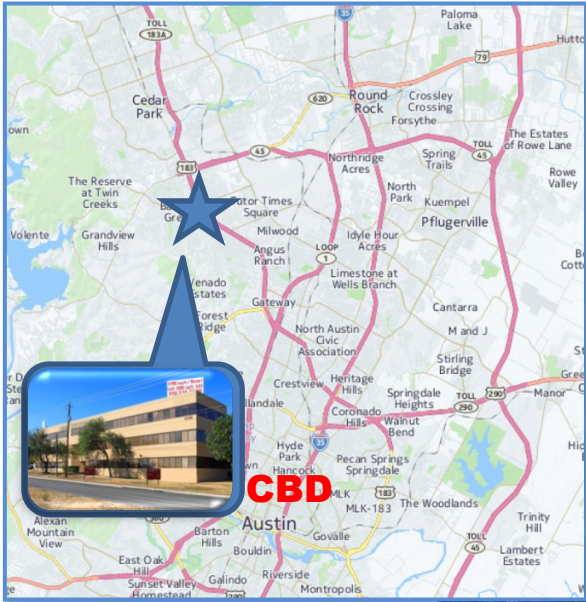 TOLL
183A
35
Paloma
Lake
Hutto
79
Cedar
Park
620
Round
Rock
Crossley
Crossing
Forsythe
45
TOLL
45
The Estates
of Rowe Lane
183
Northridge
Acres
Spring
Trails
Rowe
Valley
The Reserve
at Twin
Creeks
North
Park
Kuempel
Pflugerville
Tutor Times
Square
Volente
Grandview
Hills
Milwood
Idyle Hour
Acres
Angus
Ranch
LOOP
1
Limestone at
Wells Branch
Venado
Estates
Gateway
Cantarra
Forest
Ridge
North Austin
Civic
Association
M and J
Stirling
Bridge
Crestview
Heritage
Hills
Springdale
Heights
TOLL
290
290
Manor
Coronado
Hills
Walnut
Bend
35
Hyde
Park
Hancock
Pecan Springs
Springdale
CBD
MLK
183
MLK-183
The Woodlands
Alexan
Mountain
View
360
Austin
Barton
Hills
Govalle
Trinity
Hill
Bouldin
TOLL
45
Lambert
Estates
East Oak
Hill
Sunset Valley
Homestead
Galindo
Riverside
Montropolis
290